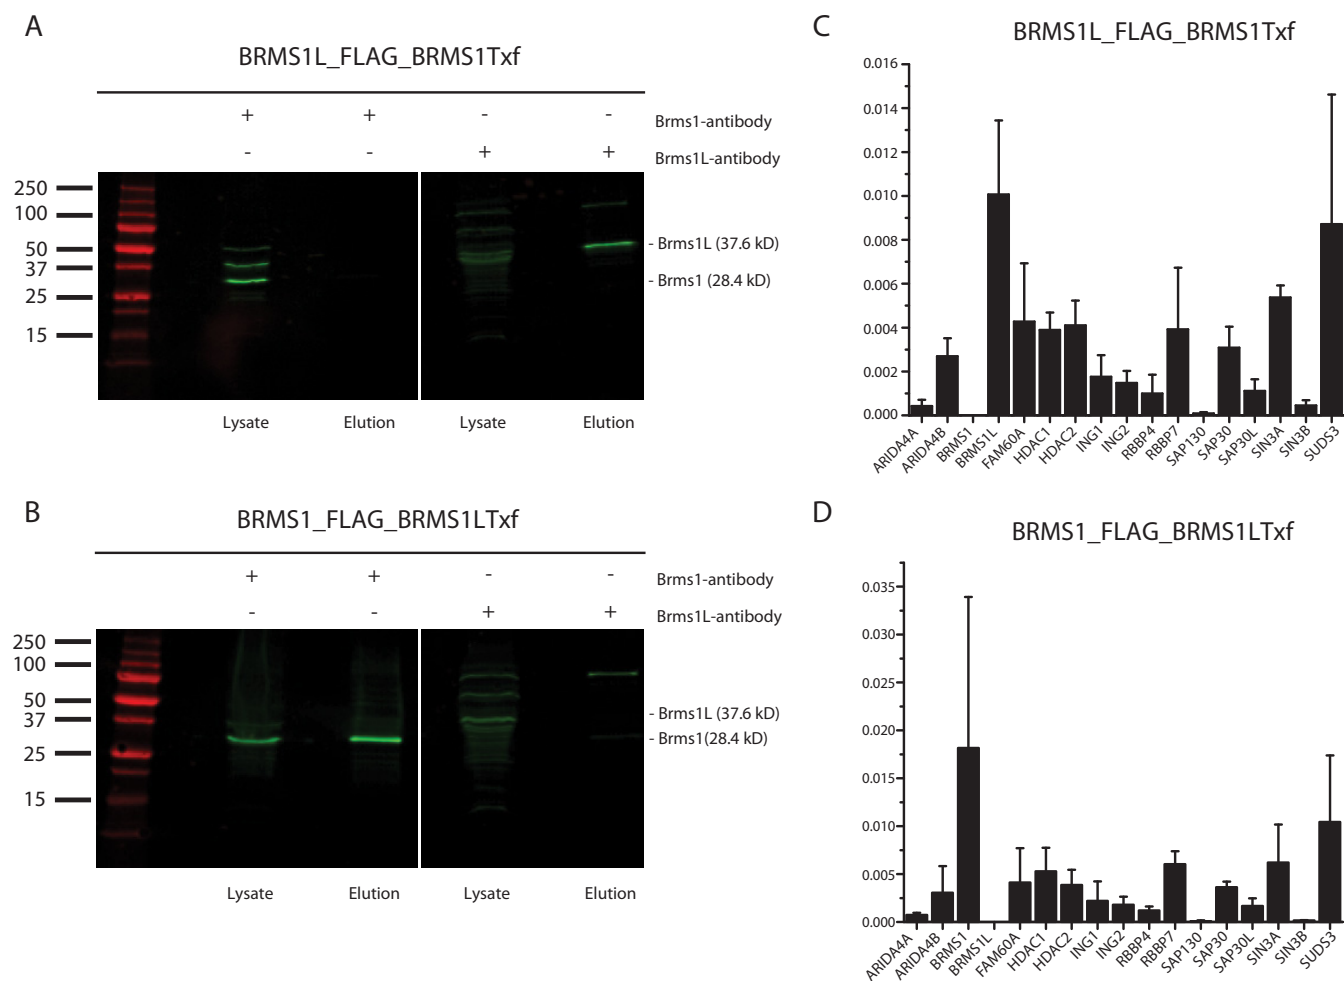 A
BRMS1L_FLAG_BRMS1Txf
+ + - - Brms1-antibody
- - + + Brms1L-antibody
250
100
50
37
25
15
- Brms1L (37.6 kD)
- Brms1 (28.4 kD)
Lysate Elution Lysate Elution
B
BRMS1_FLAG_BRMS1LTxf
+ + - - Brms1-antibody
- - + + Brms1L-antibody
250
100
50
37
25
15
- Brms1L (37.6 kD)
- Brms1(28.4 kD)
Lysate Elution Lysate Elution
C
BRMS1L_FLAG_BRMS1Txf
0.016
0.014
0.012
0.010
0.008
0.006
0.004
0.002
0.000
ARIDA4A ARIDA4B BRMS1 BRMS1L FAM60A HDAC1 HDAC2 ING1 ING2 RBBP4 RBBP7 SAP130 SAP30 SAP30L SIN3A SIN3B SUDS3
D
BRMS1_FLAG_BRMS1LTxf
0.035
0.030
0.025
0.020
0.015
0.010
0.005
0.000
ARIDA4A ARIDA4B BRMS1 BRMS1L FAM60A HDAC1 HDAC2 ING1 ING2 RBBP4 RBBP7 SAP130 SAP30 SAP30L SIN3A SIN3B SUDS3